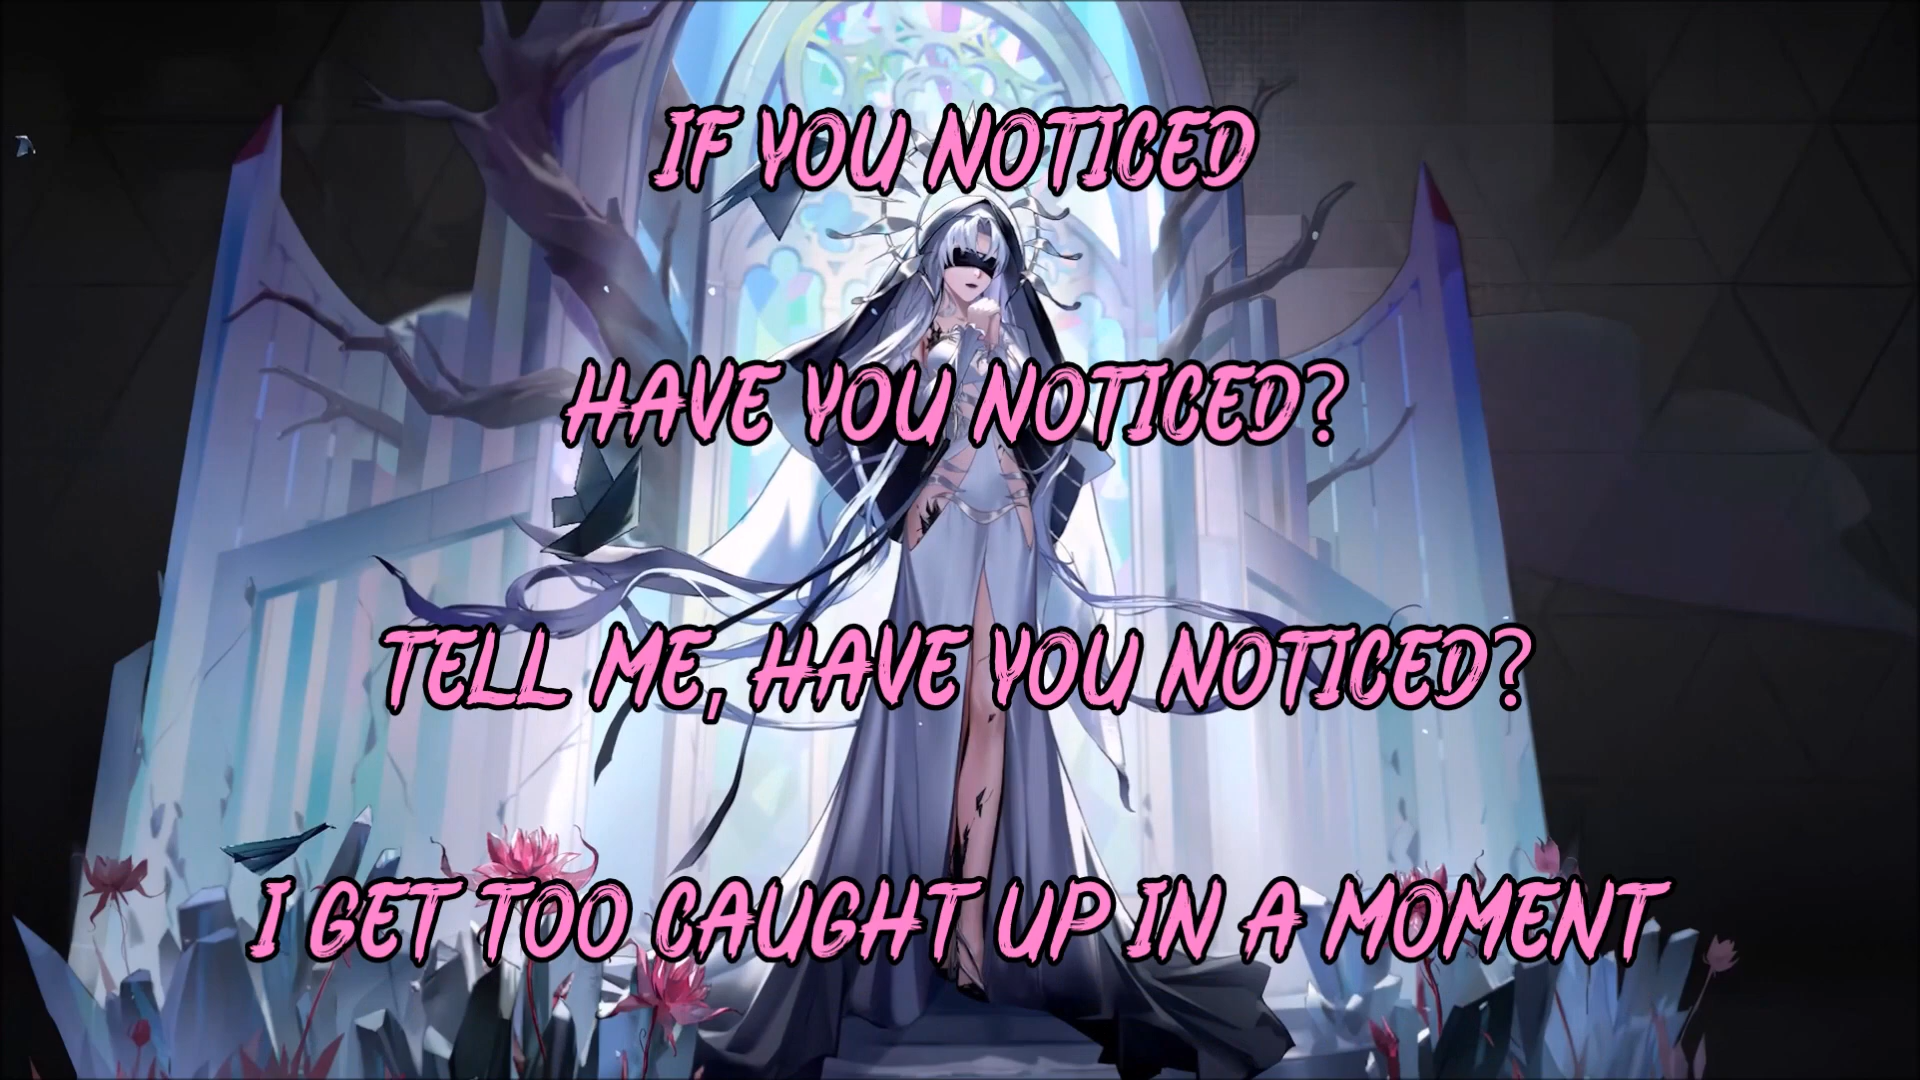 IF YOU NOTICED
HAVE YOU NOTICED?
TELL ME, HAVE YOU NOTICED?
I GET TOO CAUGHT UP IN A MOMENT